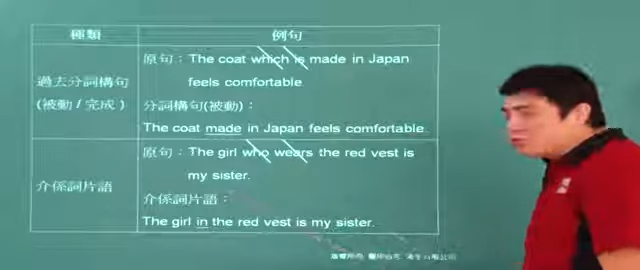 種類
例句
過去分詞構句
(被動 / 完成)
原句：The coat which is made in Japan
feels comfortable.
分詞構句(被動)：
The coat made in Japan feels comfortable.
介係詞片語
原句：The girl who wears the red vest is
my sister.
介係詞片語：
The girl in the red vest is my sister.